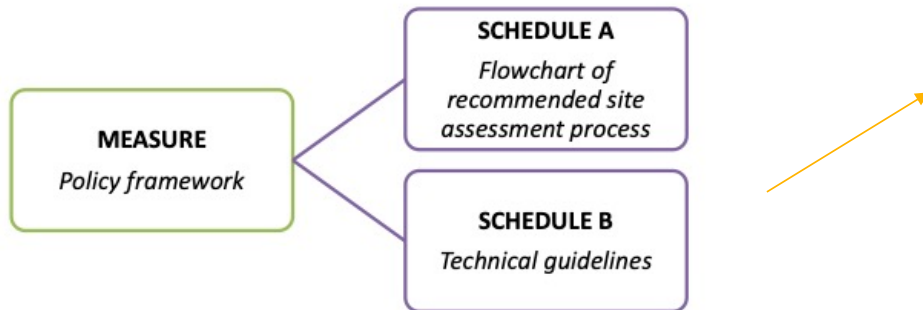 MEASURE
Policy framework
SCHEDULE A
Flowchart of
recommended site
assessment process
SCHEDULE B
Technical guidelines